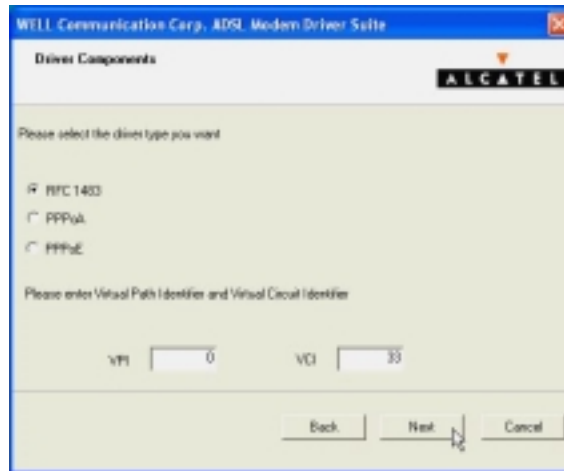 WELL Communication Corp. ADSL Modem Driver Suite
Driver Components
ALCATEL
Please select the driver type you want
RFC 1483
PPPoA
PPPoE
Please enter Virtual Path Identifier and Virtual Circuit Identifier
VPI 0 VCI 33
Back Next Cancel